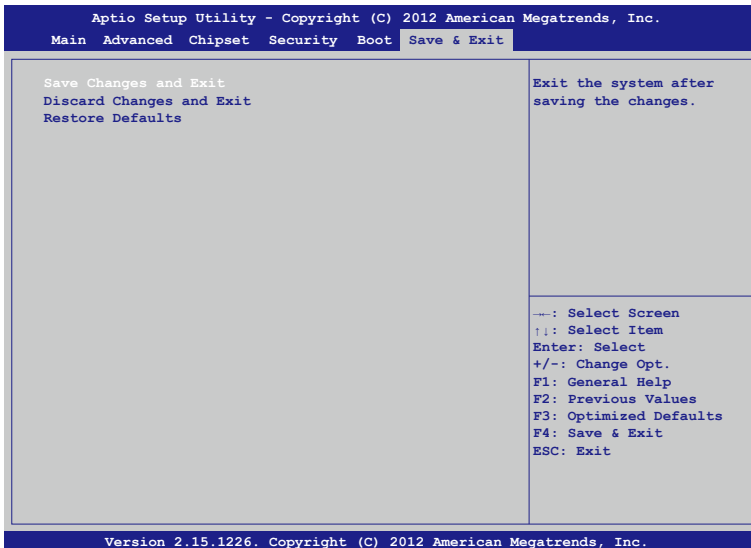 Aptio Setup Utility - Copyright (C) 2012 American Megatrends, Inc.
Main Advanced Chipset Security Boot Save & Exit
Save Changes and Exit
Discard Changes and Exit
Restore Defaults
Exit the system after
saving the changes.
→←: Select Screen
↑↓: Select Item
Enter: Select
+/-: Change Opt.
F1: General Help
F2: Previous Values
F3: Optimized Defaults
F4: Save & Exit
ESC: Exit
Version 2.15.1226. Copyright (C) 2012 American Megatrends, Inc.